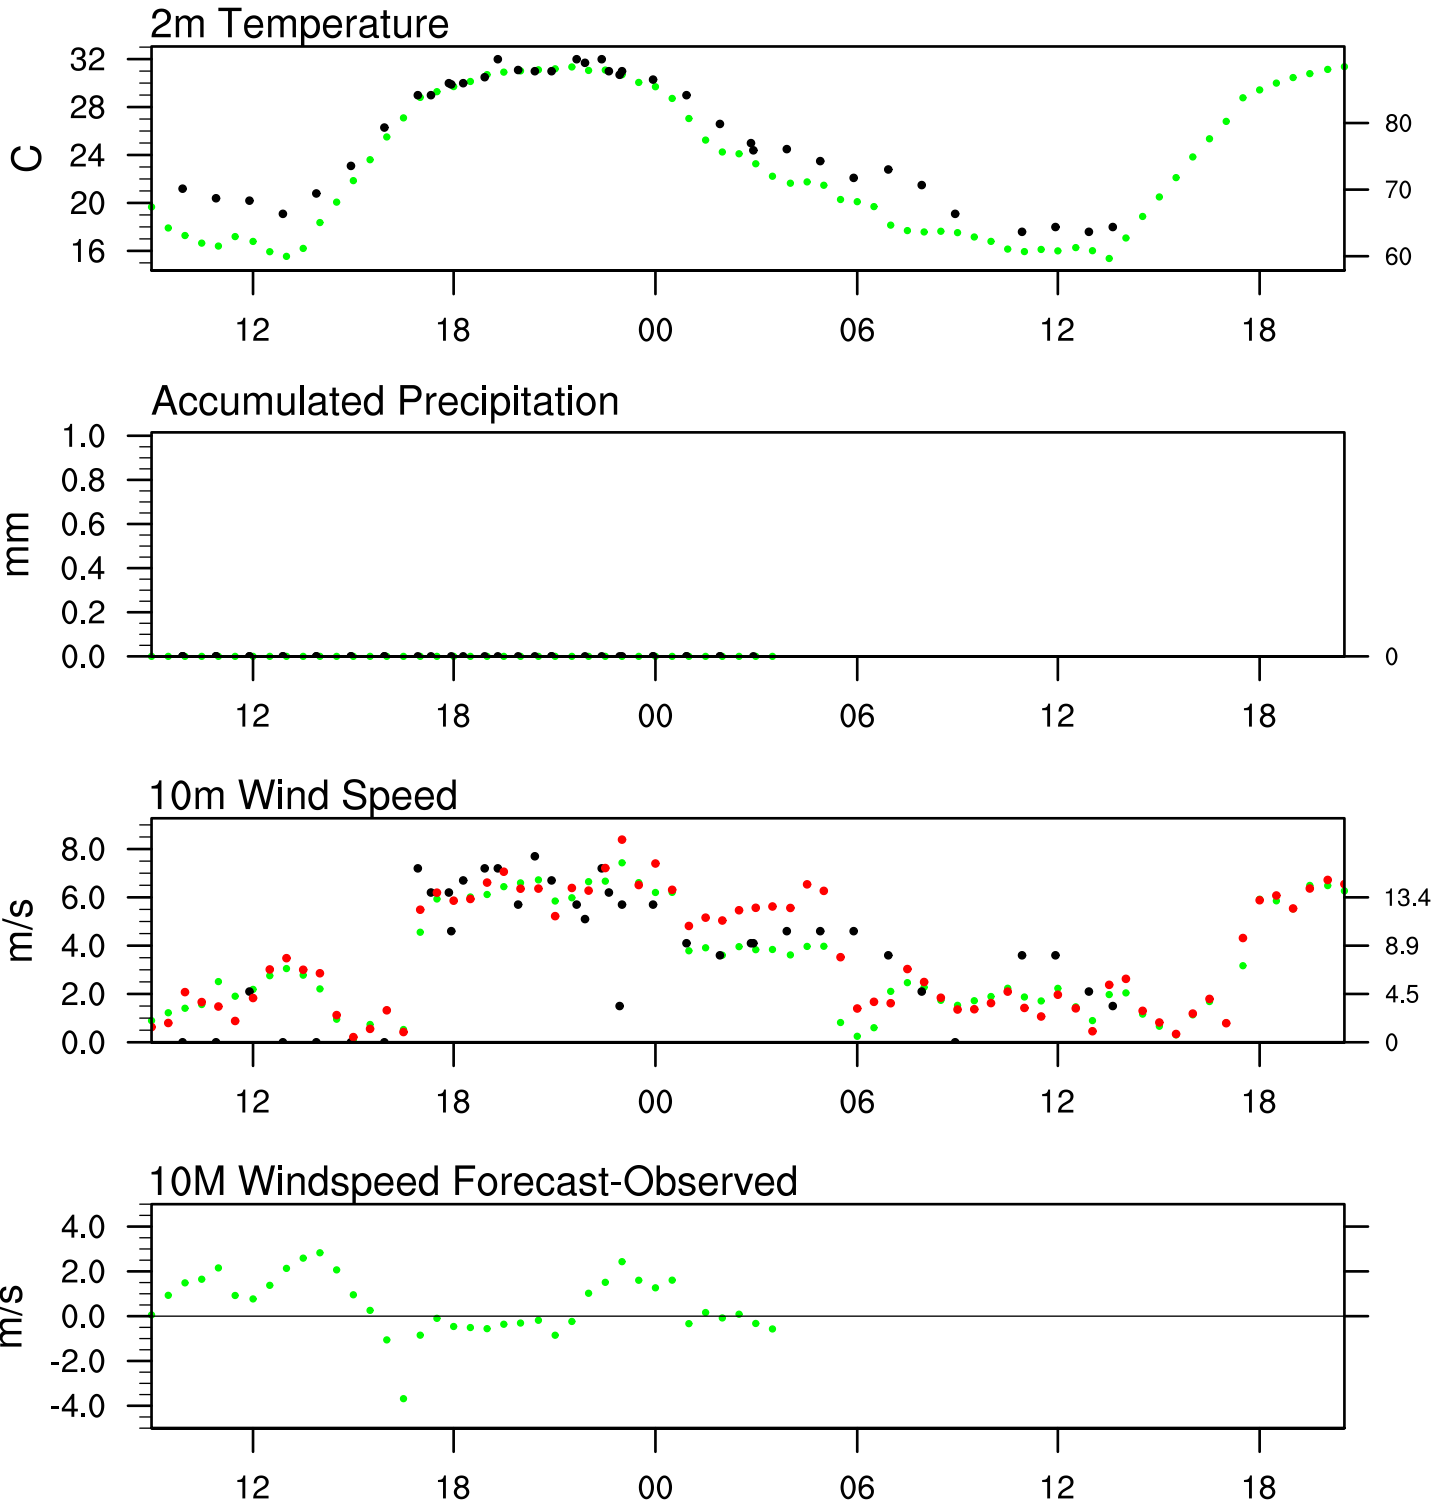 2m Temperature
C
32
28
24
20
16
80
70
60
12 18 00 06 12 18
Accumulated Precipitation
mm
1.0
0.8
0.6
0.4
0.2
0.0
0
12 18 00 06 12 18
10m Wind Speed
m/s
8.0
6.0
4.0
2.0
0.0
13.4
8.9
4.5
0
12 18 00 06 12 18
10M Windspeed Forecast-Observed
m/s
4.0
2.0
0.0
-2.0
-4.0
12 18 00 06 12 18